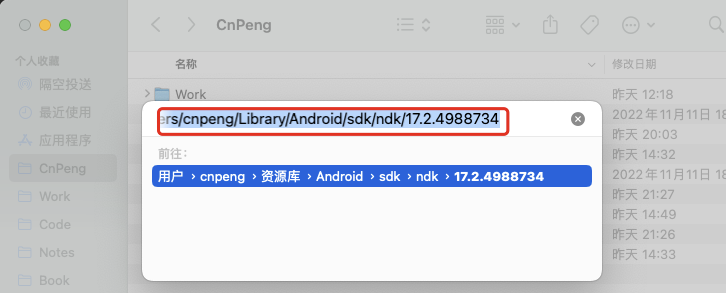 CnPeng
个人收藏
隔空投送
最近使用
应用程序
CnPeng
Work
Code
Notes
Book
名称
修改日期
Work
昨天 12:18
2022年11月11日
昨天 20:03
昨天 14:32
2022年11月11日 18
昨天 21:27
昨天 14:49
昨天 21:26
昨天 14:33
ers/cnpeng/Library/Android/sdk/ndk/17.2.4988734
前往：
用户 › cnpeng › 资源库 › Android › sdk › ndk › 17.2.4988734